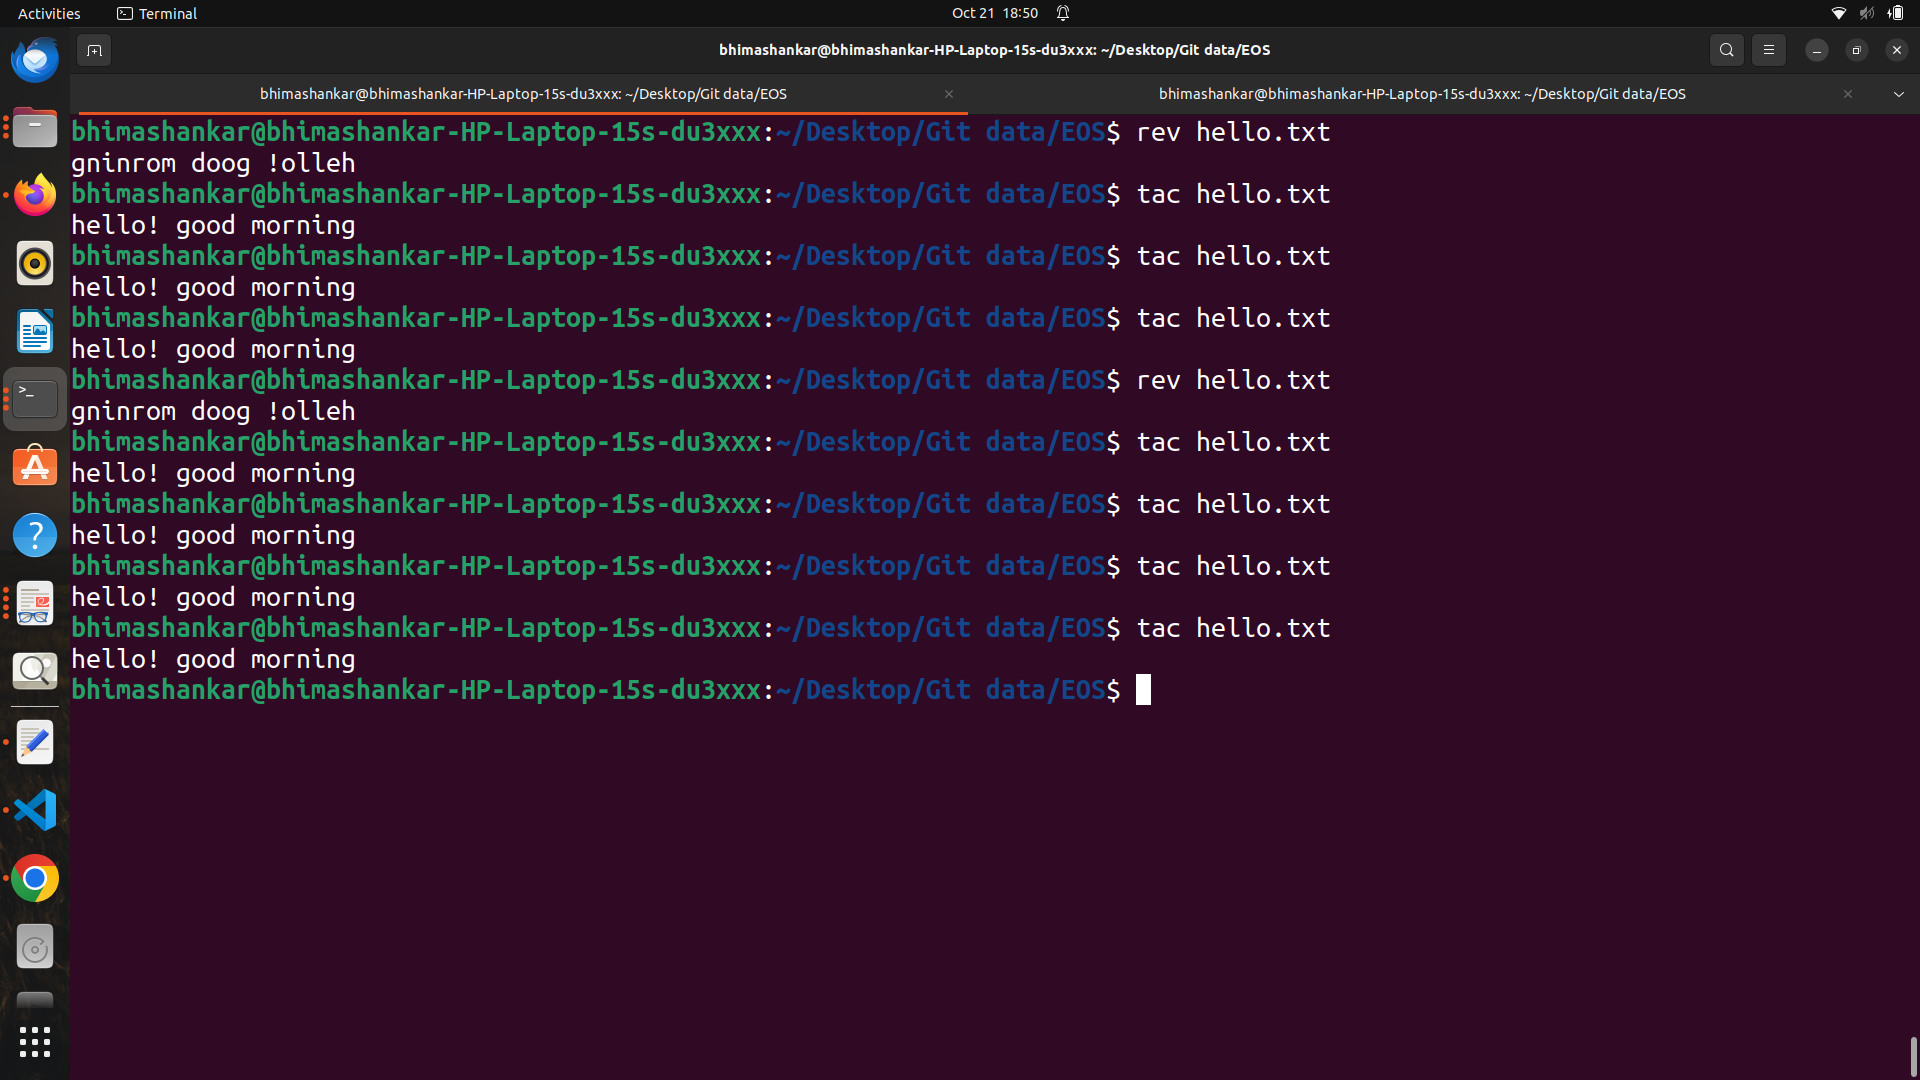 Activities Terminal Oct 21 18:50
bhimashankar@bhimashankar-HP-Laptop-15s-du3xxx: ~/Desktop/Git data/EOS
bhimashankar@bhimashankar-HP-Laptop-15s-du3xxx: ~/Desktop/Git data/EOS bhimashankar@bhimashankar-HP-Laptop-15s-du3xxx: ~/Desktop/Git data/EOS
bhimashankar@bhimashankar-HP-Laptop-15s-du3xxx:~/Desktop/Git data/EOS$ rev hello.txt
gninrom doog !olleh
bhimashankar@bhimashankar-HP-Laptop-15s-du3xxx:~/Desktop/Git data/EOS$ tac hello.txt
hello! good morning
bhimashankar@bhimashankar-HP-Laptop-15s-du3xxx:~/Desktop/Git data/EOS$ tac hello.txt
hello! good morning
bhimashankar@bhimashankar-HP-Laptop-15s-du3xxx:~/Desktop/Git data/EOS$ tac hello.txt
hello! good morning
bhimashankar@bhimashankar-HP-Laptop-15s-du3xxx:~/Desktop/Git data/EOS$ rev hello.txt
gninrom doog !olleh
bhimashankar@bhimashankar-HP-Laptop-15s-du3xxx:~/Desktop/Git data/EOS$ tac hello.txt
hello! good morning
bhimashankar@bhimashankar-HP-Laptop-15s-du3xxx:~/Desktop/Git data/EOS$ tac hello.txt
hello! good morning
bhimashankar@bhimashankar-HP-Laptop-15s-du3xxx:~/Desktop/Git data/EOS$ tac hello.txt
hello! good morning
bhimashankar@bhimashankar-HP-Laptop-15s-du3xxx:~/Desktop/Git data/EOS$ tac hello.txt
hello! good morning
bhimashankar@bhimashankar-HP-Laptop-15s-du3xxx:~/Desktop/Git data/EOS$